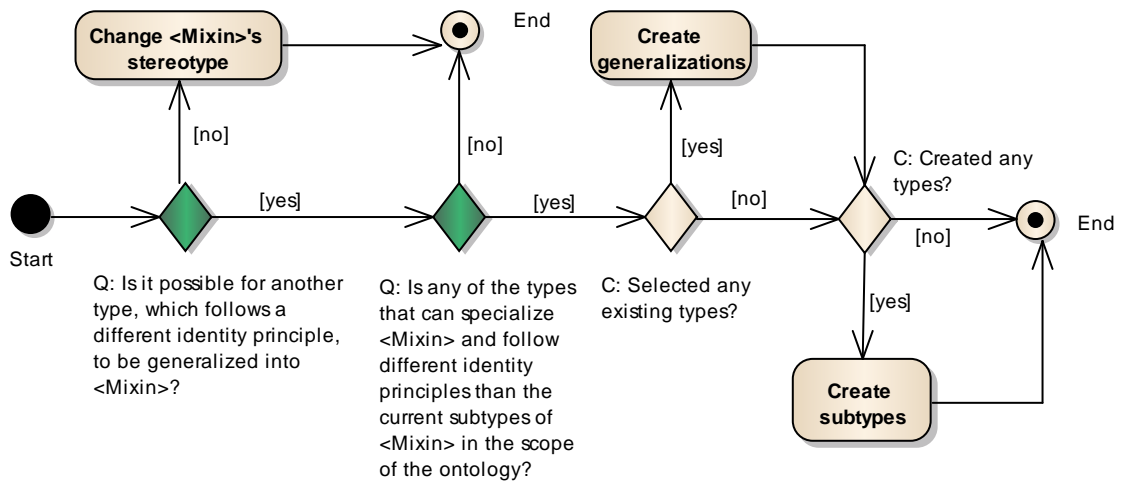 Change <Mixin>'s
stereotype
End
Create
generalizations
[no]
[no]
[yes]
C: Created any
types?
[yes]
[yes]
[no]
[no]
End
Start
Q: Is it possible for another
type, which follows a
different identity principle,
to be generalized into
<Mixin>?
Q: Is any of the types
that can specialize
<Mixin> and follow
different identity
principles than the
current subtypes of
<Mixin> in the scope
of the ontology?
C: Selected any
existing types?
[yes]
Create
subtypes